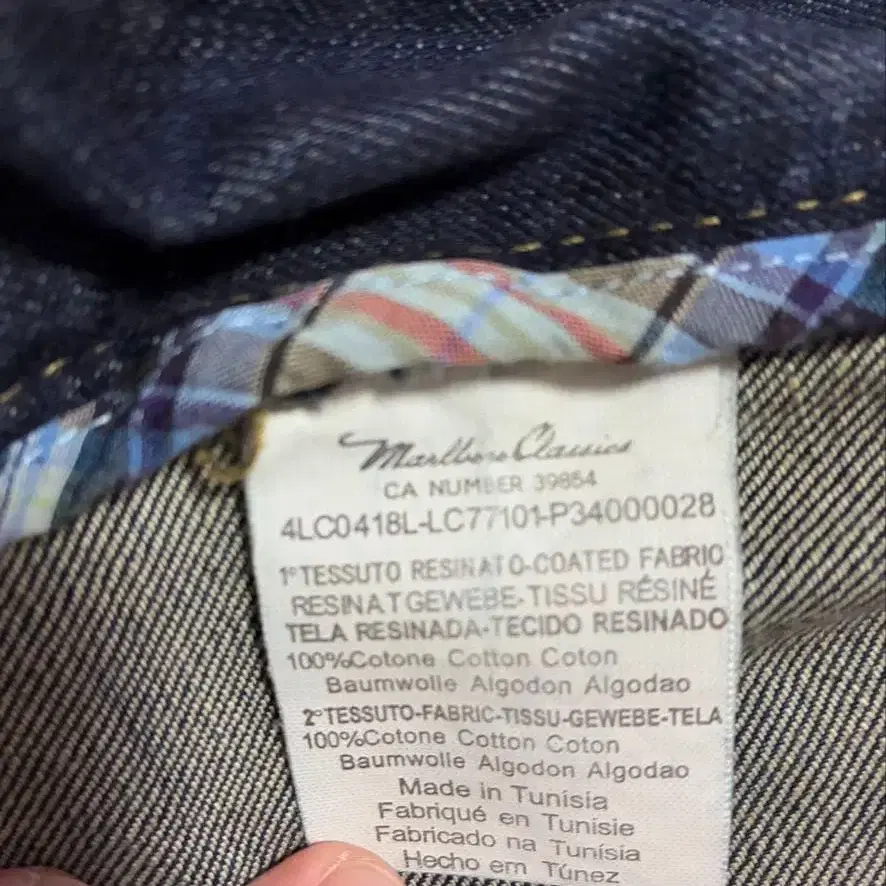 Marlboro Classics
CA NUMBER 39854
4LC0418L-LC77101-P34000028
1°TESSUTO RESINATO-COATED FABRIC
RESINATGEWEBE-TISSU RÉSINÉ
TELA RESINADA-TECIDO RESINADO
100%Cotone Cotton Coton
Baumwolle Algodon Algodao
2°TESSUTO-FABRIC-TISSU-GEWEBE-TELA
100%Cotone Cotton Coton
Baumwolle Algodon Algodao
Made in Tunisia
Fabriqué en Tunisie
Fabricado na Tunísia
Hecho em Túnez